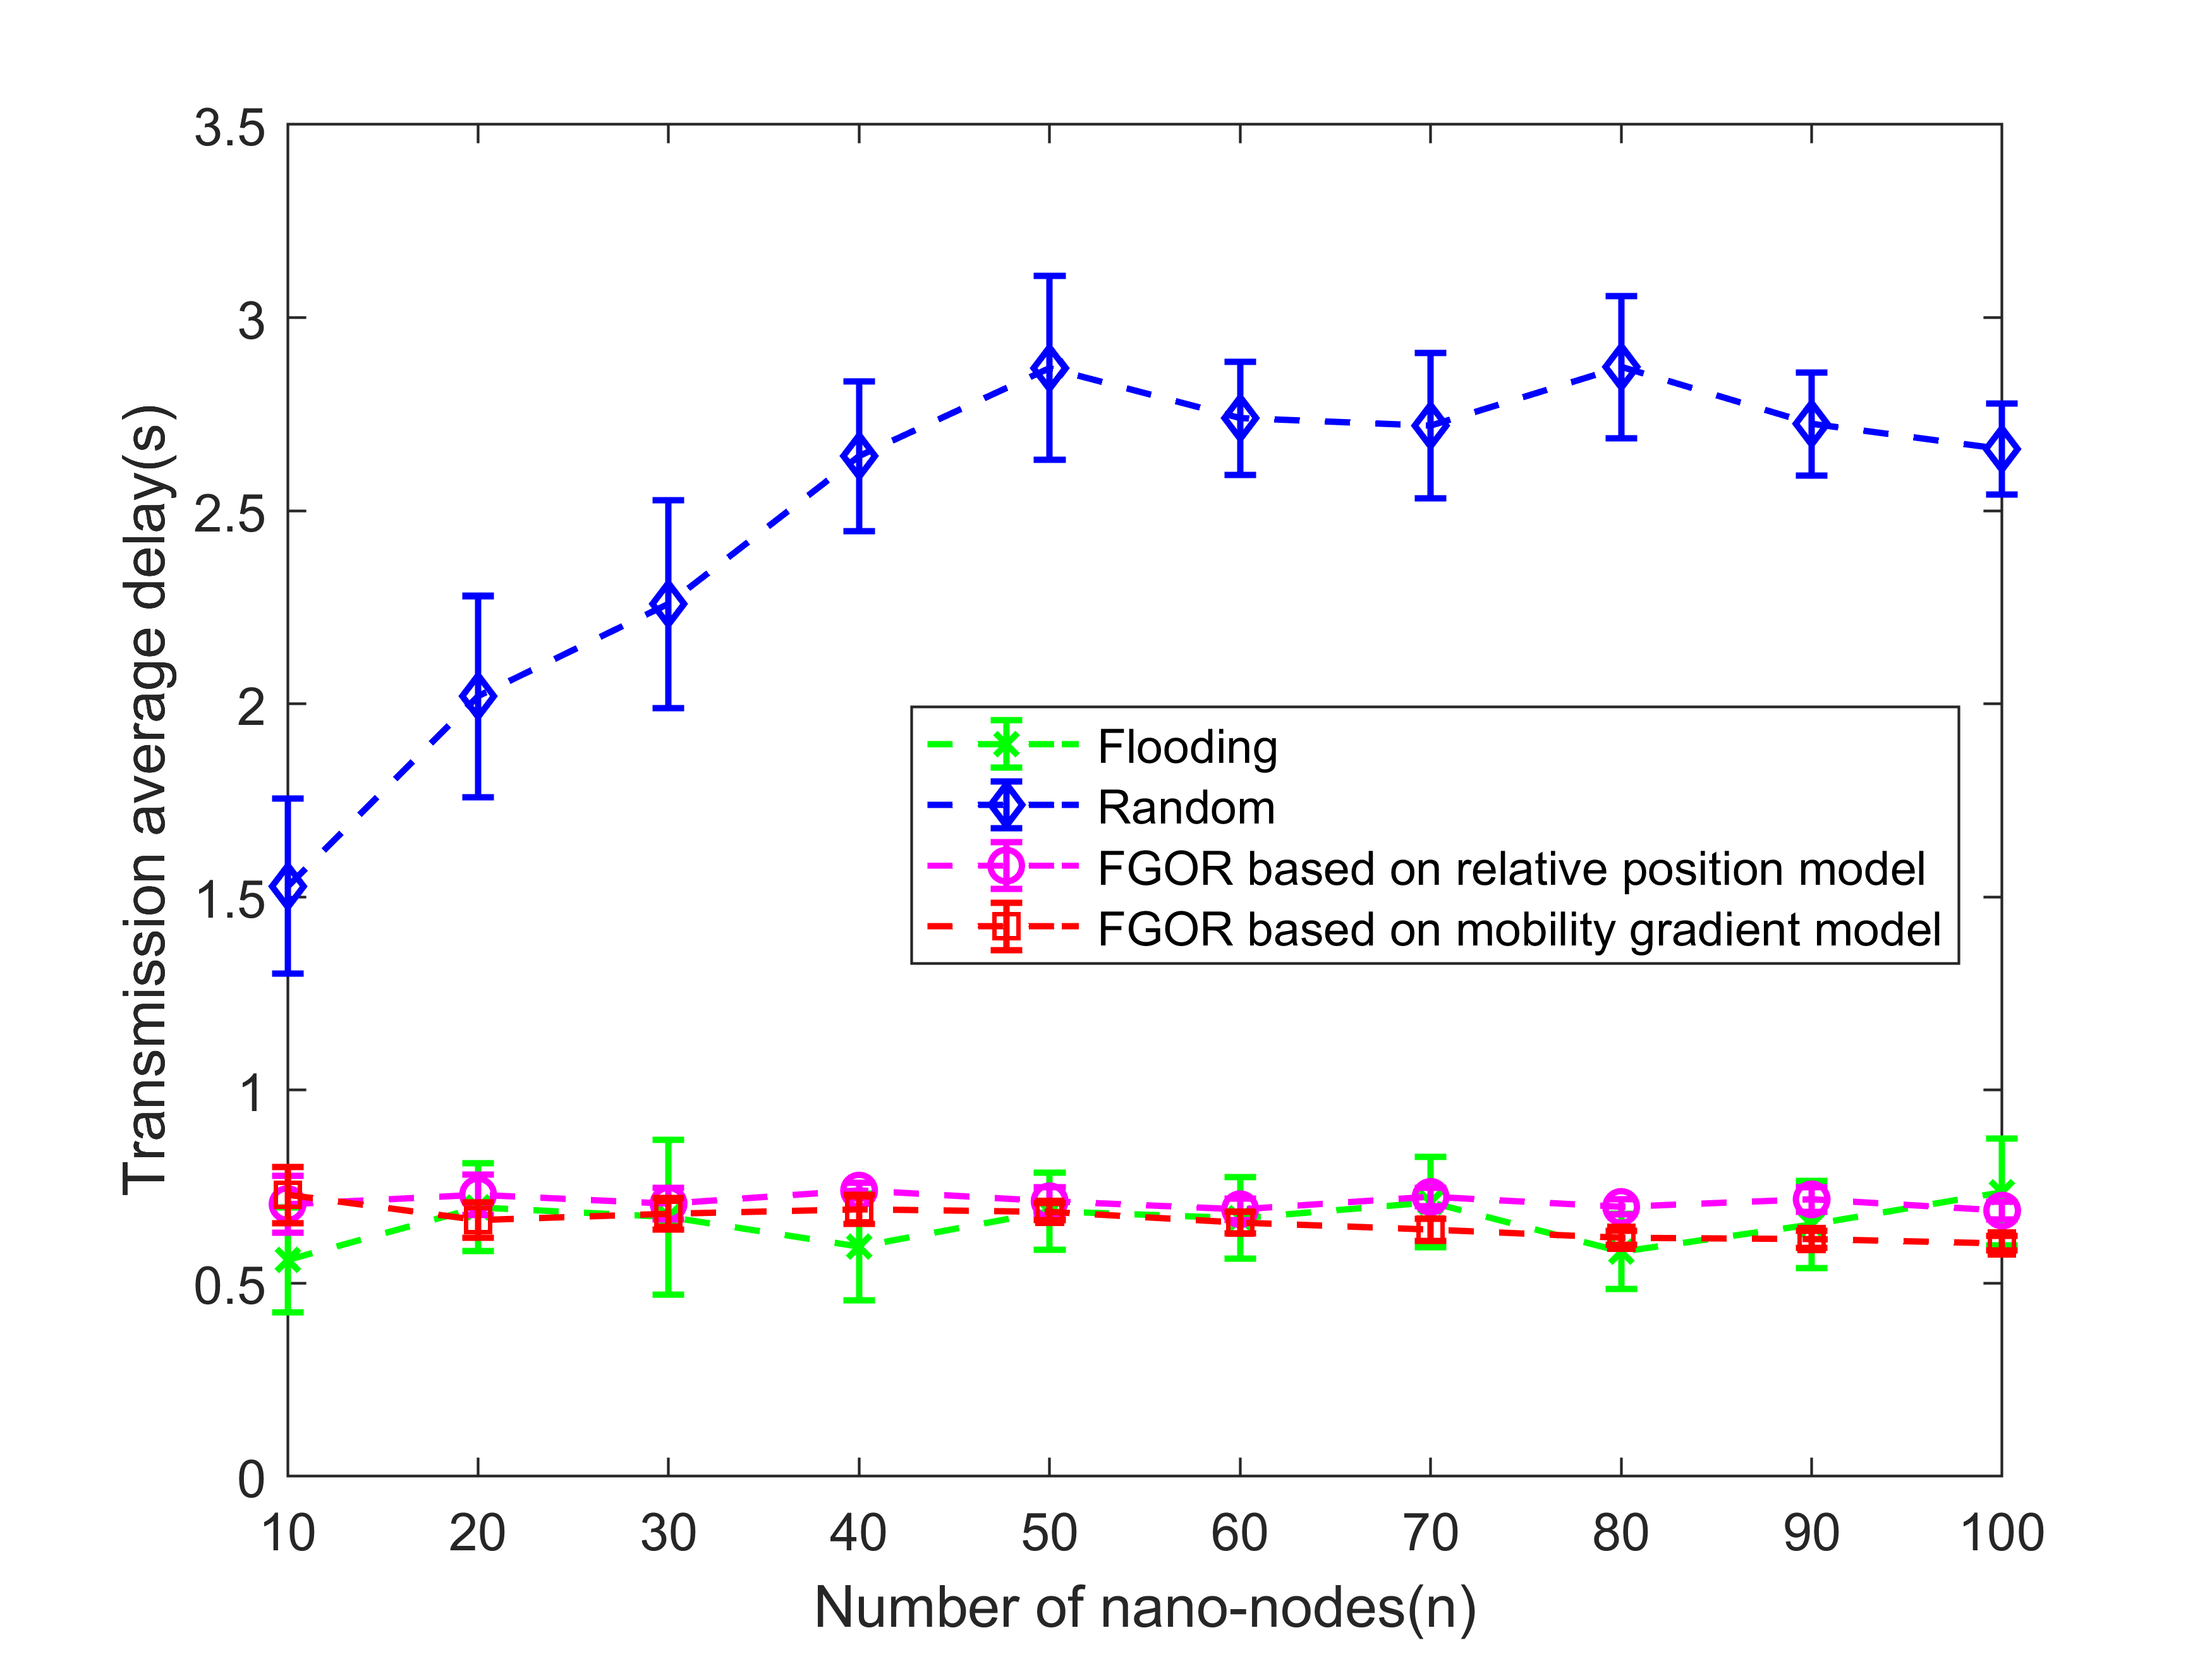 Transmission average delay(s)
3.5
3
2.5
2
1.5
1
0.5
0
Flooding
Random
FGOR based on relative position model
FGOR based on mobility gradient model
10 20 30 40 50 60 70 80 90 100
Number of nano-nodes(n)